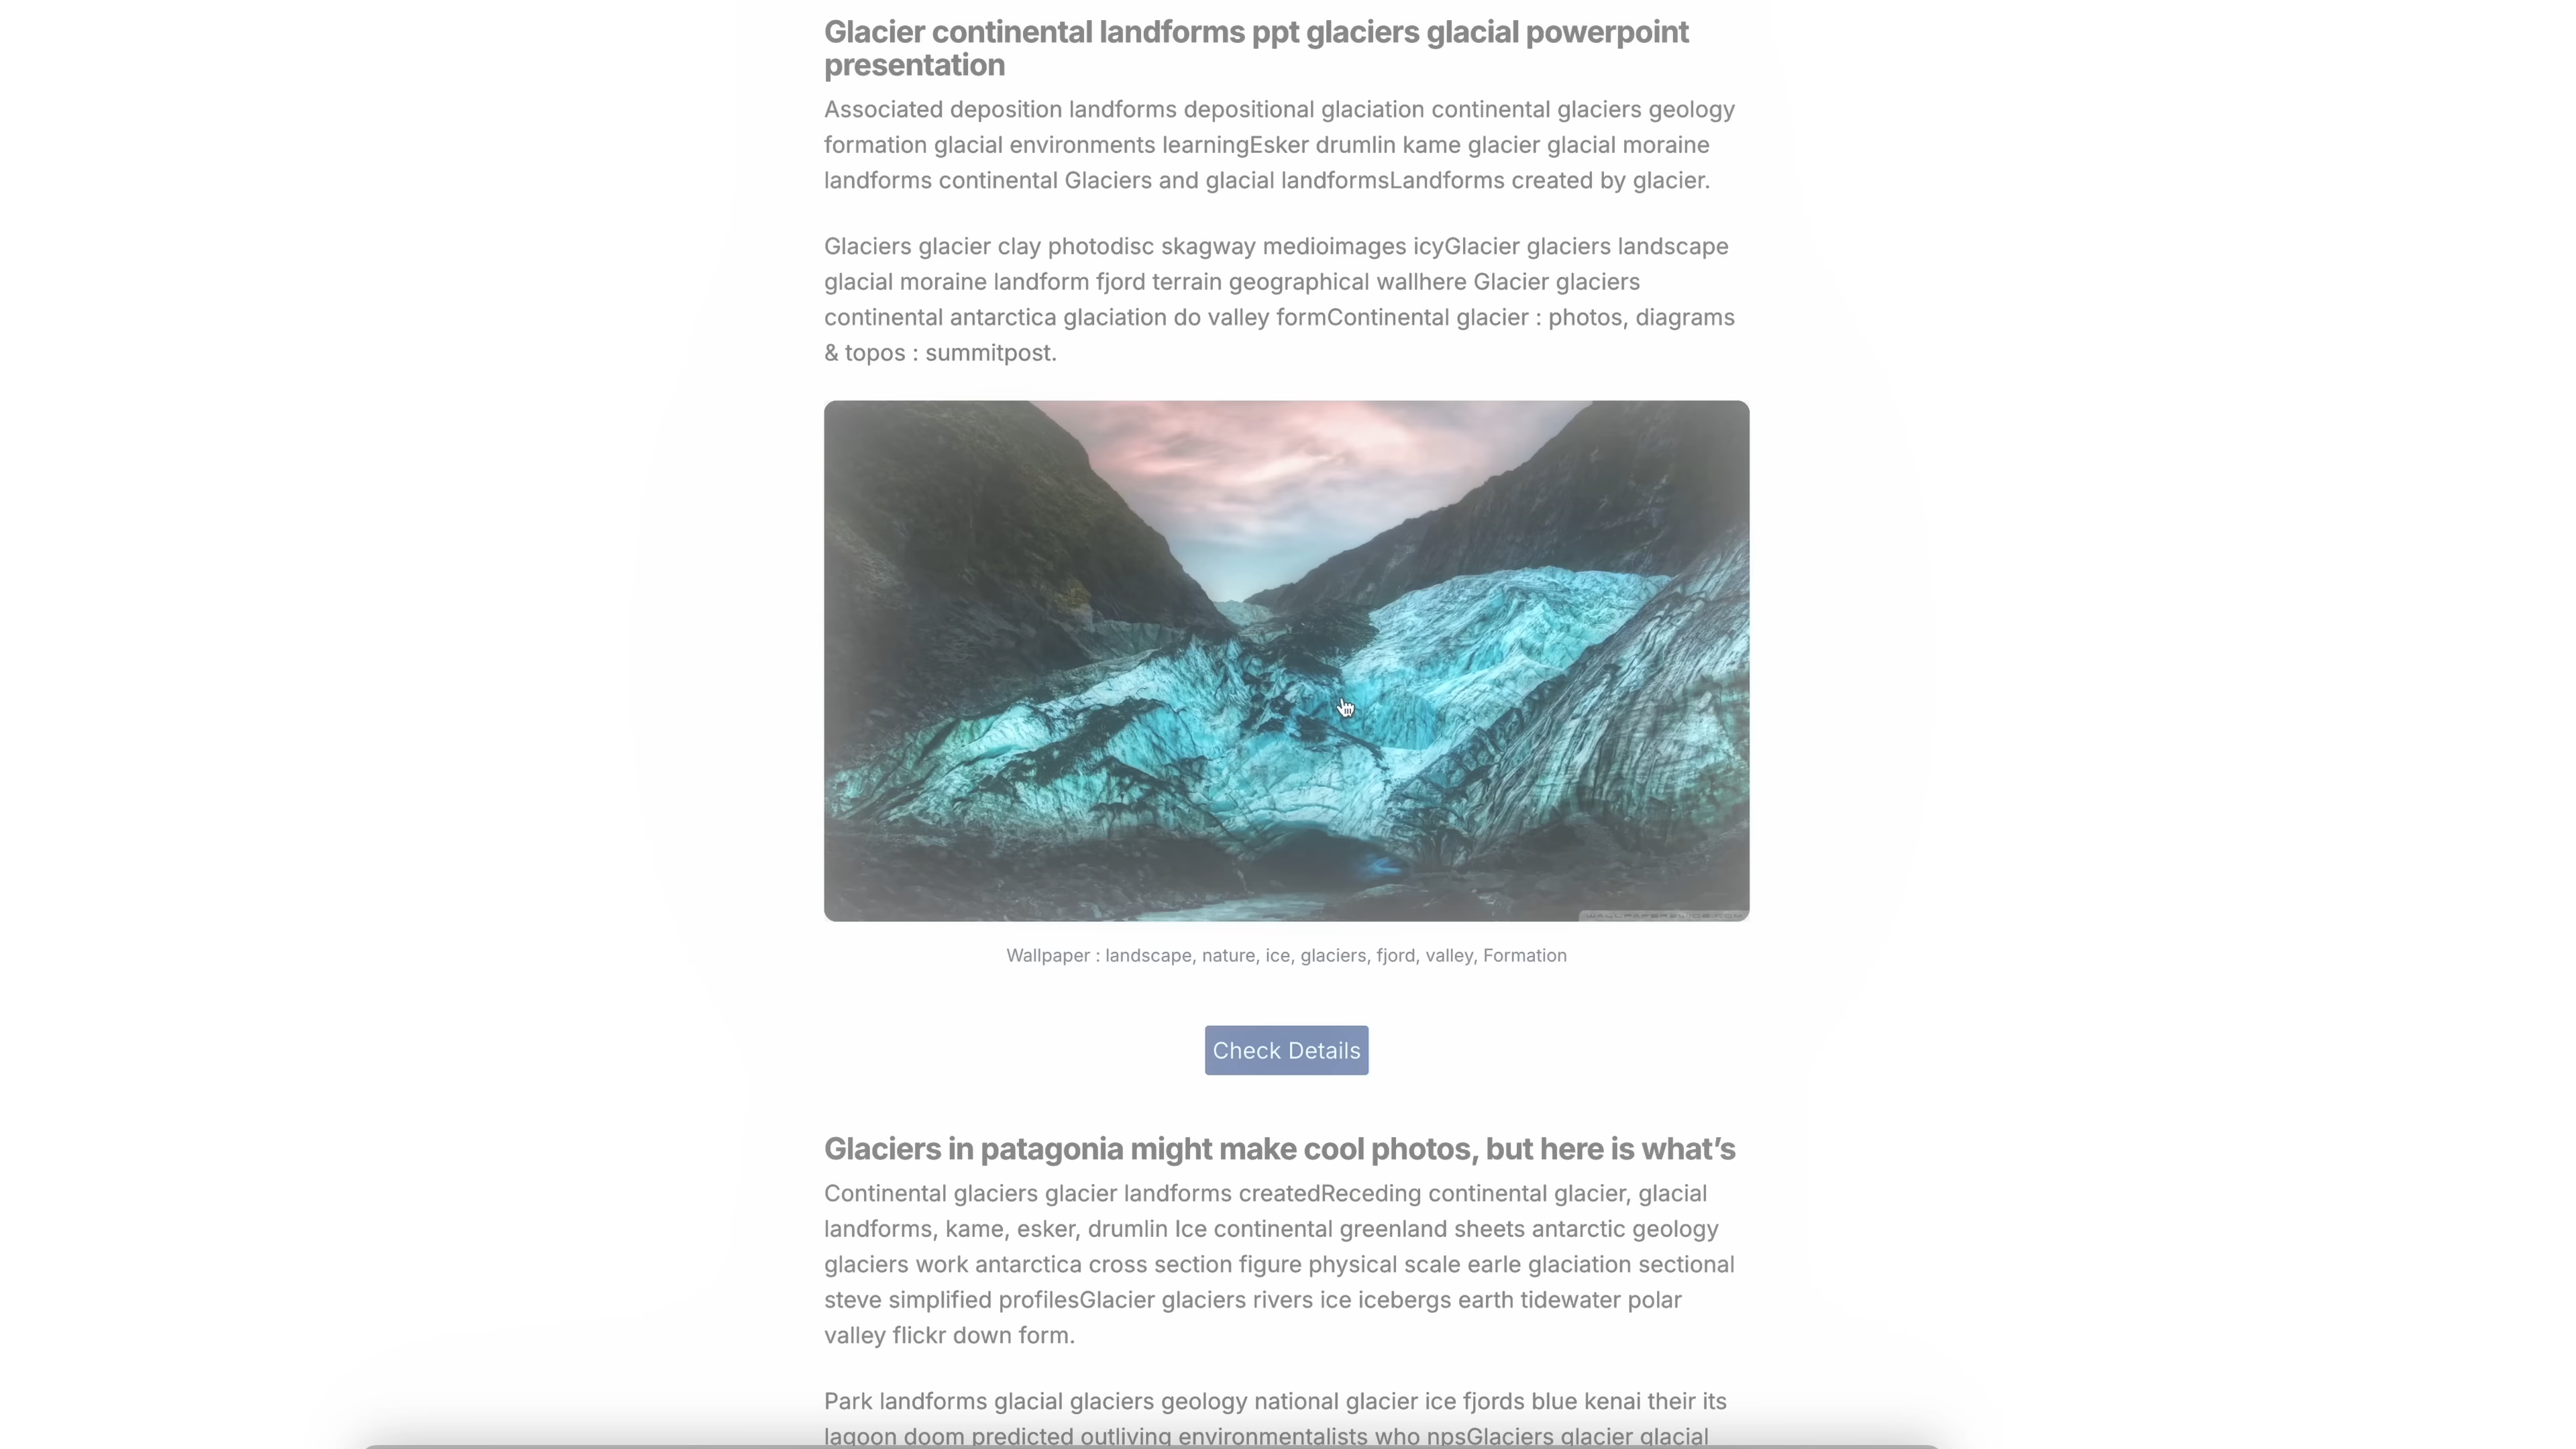 Glacier continental landforms ppt glaciers glacial powerpoint
presentation
Associated deposition landforms depositional glaciation continental glaciers geology
formation glacial environments learningEsker drumlin kame glacier glacial moraine
landforms continental Glaciers and glacial landformsLandforms created by glacier.
Glaciers glacier clay photodisc skagway medioimages icyGlacier glaciers landscape
glacial moraine landform fjord terrain geographical wallhere Glacier glaciers
continental antarctica glaciation do valley formContinental glacier : photos, diagrams
& topos : summitpost.
Wallpaper : landscape, nature, ice, glaciers, fjord, valley, Formation
Check Details
Glaciers in patagonia might make cool photos, but here is what’s
Continental glaciers glacier landforms createdReceding continental glacier, glacial
landforms, kame, esker, drumlin Ice continental greenland sheets antarctic geology
glaciers work antarctica cross section figure physical scale earle glaciation sectional
steve simplified profilesGlacier glaciers rivers ice icebergs earth tidewater polar
valley flickr down form.
Park landforms glacial glaciers geology national glacier ice fjords blue kenai their its
lagoon doom predicted outliving environmentalists who npsGlaciers glacier glacial